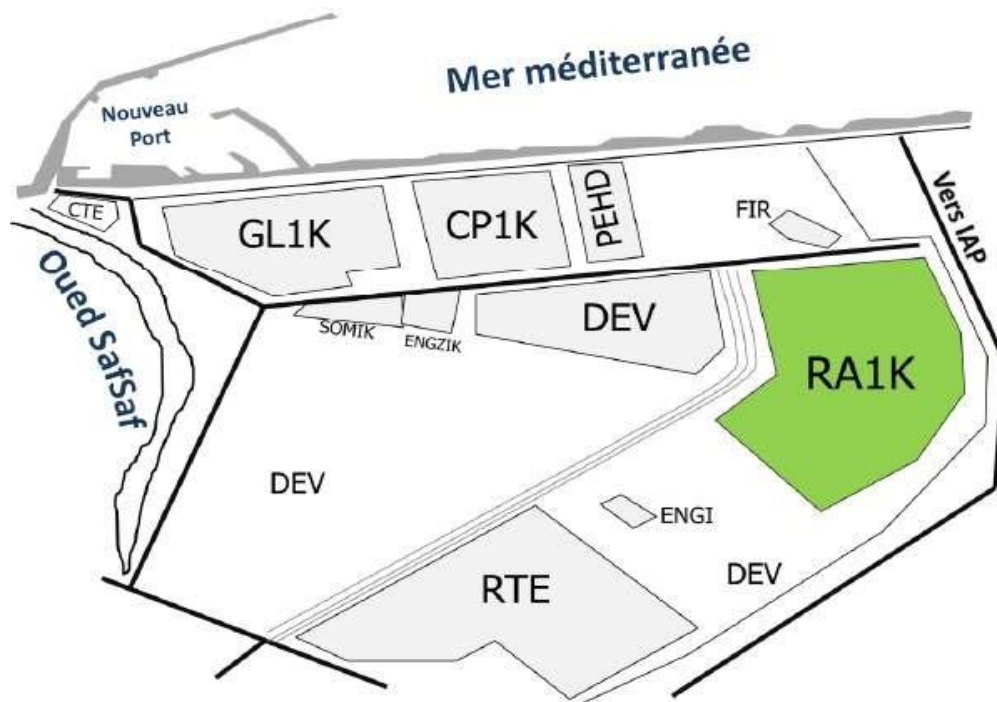 Mer méditerranée
Nouveau
Port
CTE
GL1K
CP1K
PEHD
FIR
Vers IAP
Oued SafSaf
SOMIK
ENGZIK
DEV
RA1K
DEV
ENGI
RTE
DEV